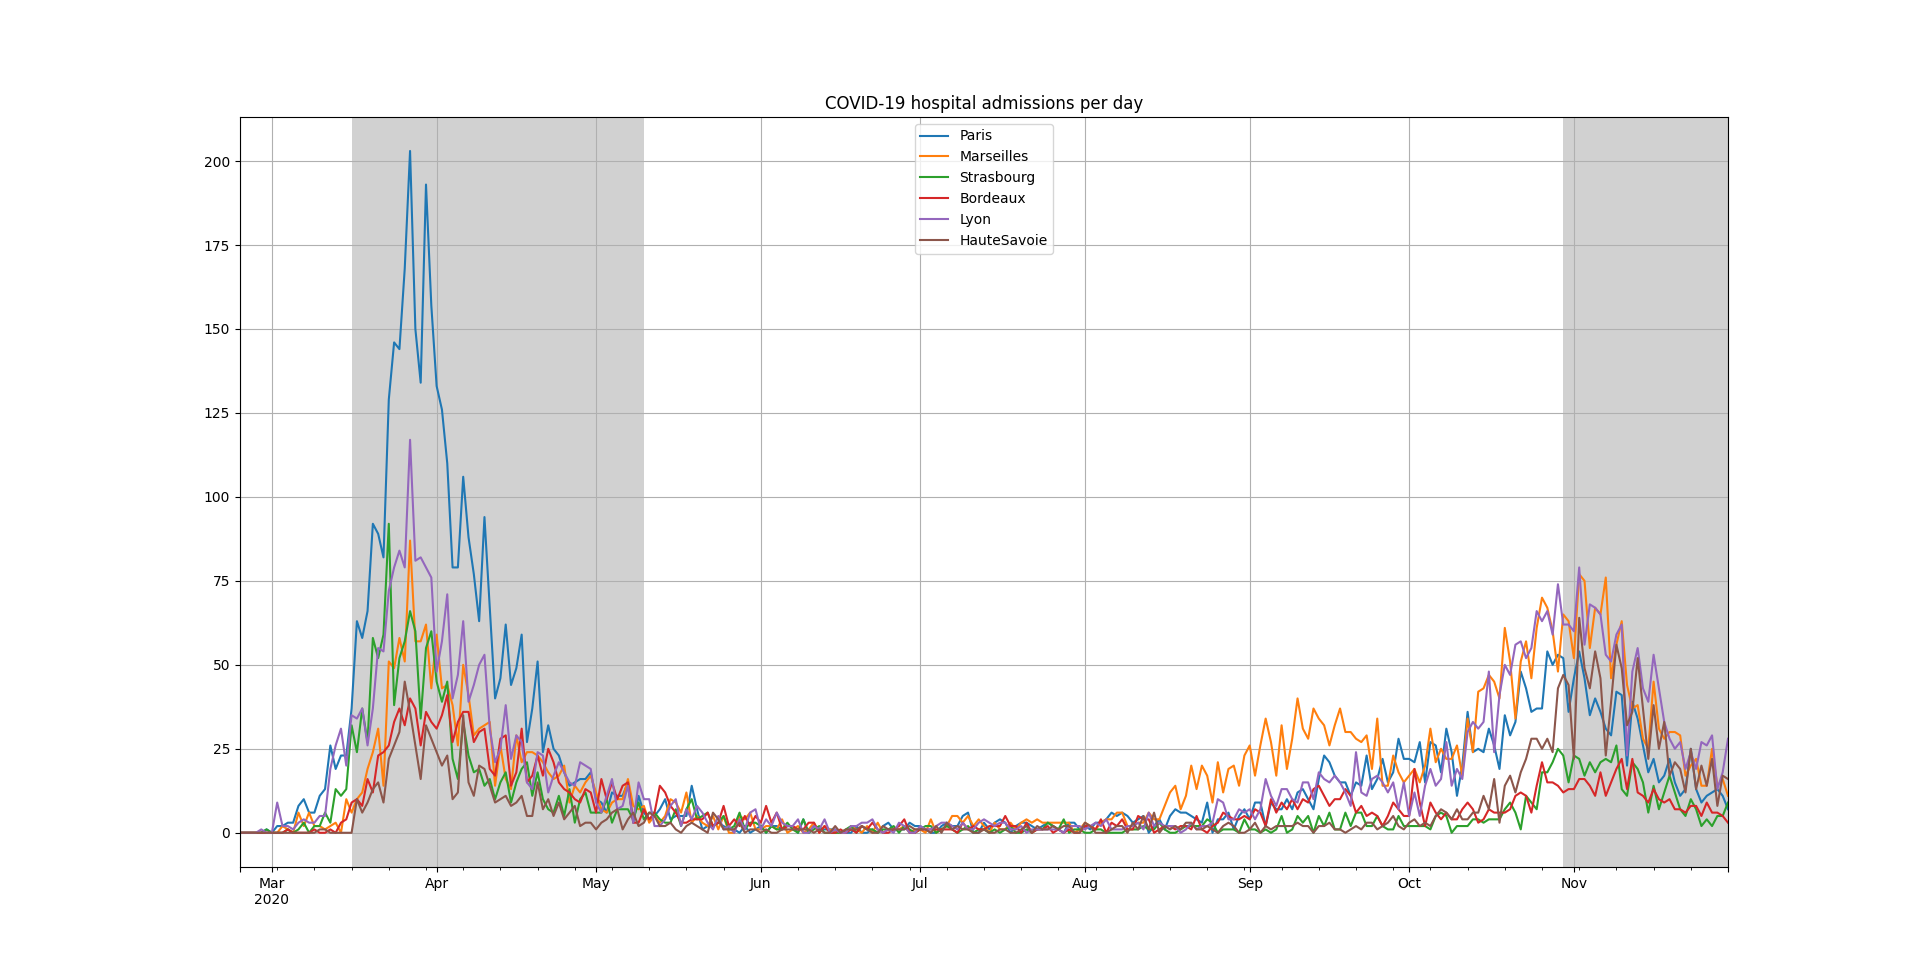 COVID-19 hospital admissions per day
Paris
Marseilles
Strasbourg
Bordeaux
Lyon
HauteSavoie
200
175
150
125
100
75
50
25
0
Mar Apr May Jun Jul Aug Sep Oct Nov
2020